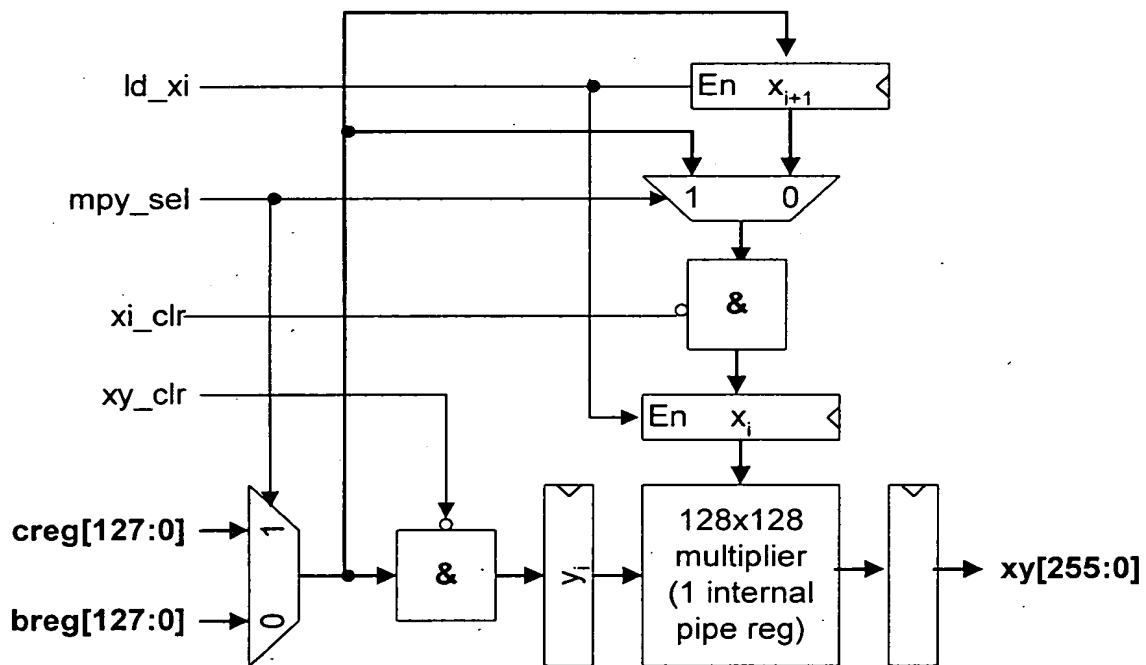 ld_xi
En x_{i+1}
mpy_sel
1 0
xi_clr
&
xy_clr
En x_i
creg[127:0]
1
breg[127:0]
0
&
y_i
128x128
multiplier
(1 internal
pipe reg)
xy[255:0]